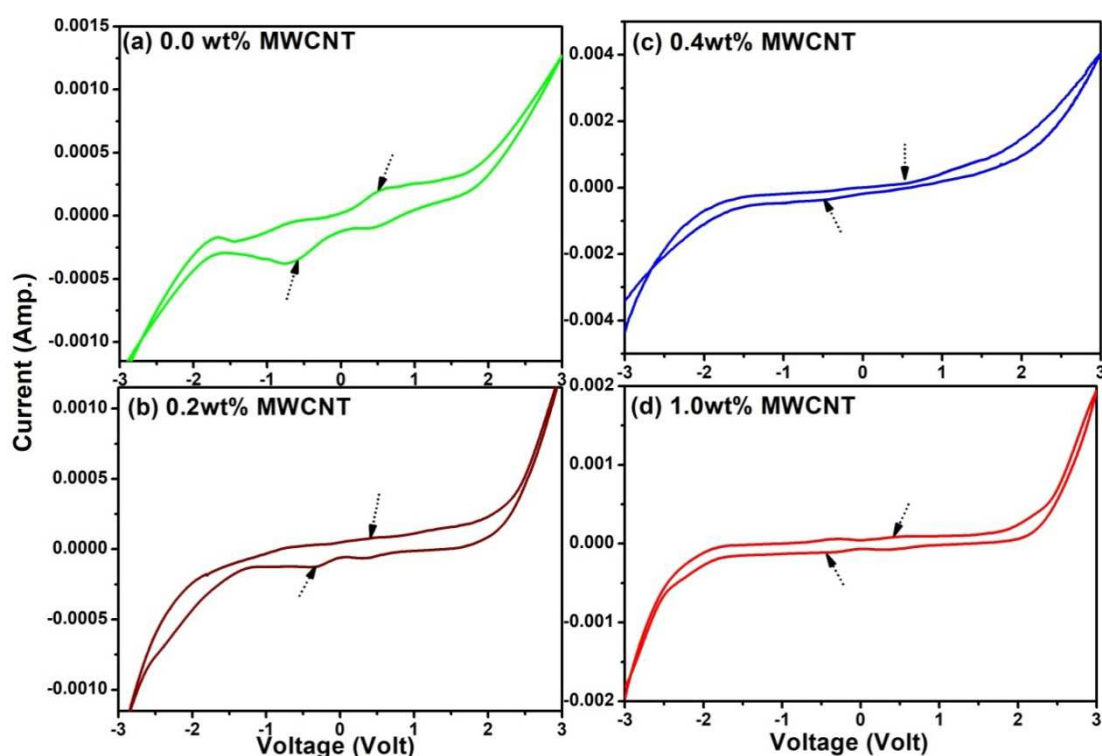 (a) 0.0 wt% MWCNT
0.0015
0.0010
0.0005
0.0000
-0.0005
-0.0010
-3 -2 -1 0 1 2 3
(c) 0.4wt% MWCNT
0.004
0.002
0.000
-0.002
-0.004
-3 -2 -1 0 1 2 3
Current (Amp.)
(b) 0.2wt% MWCNT
0.0010
0.0005
0.0000
-0.0005
-0.0010
-3 -2 -1 0 1 2 3
Voltage (Volt)
(d) 1.0wt% MWCNT
0.002
0.001
0.000
-0.001
-0.002
-3 -2 -1 0 1 2 3
Voltage (Volt)